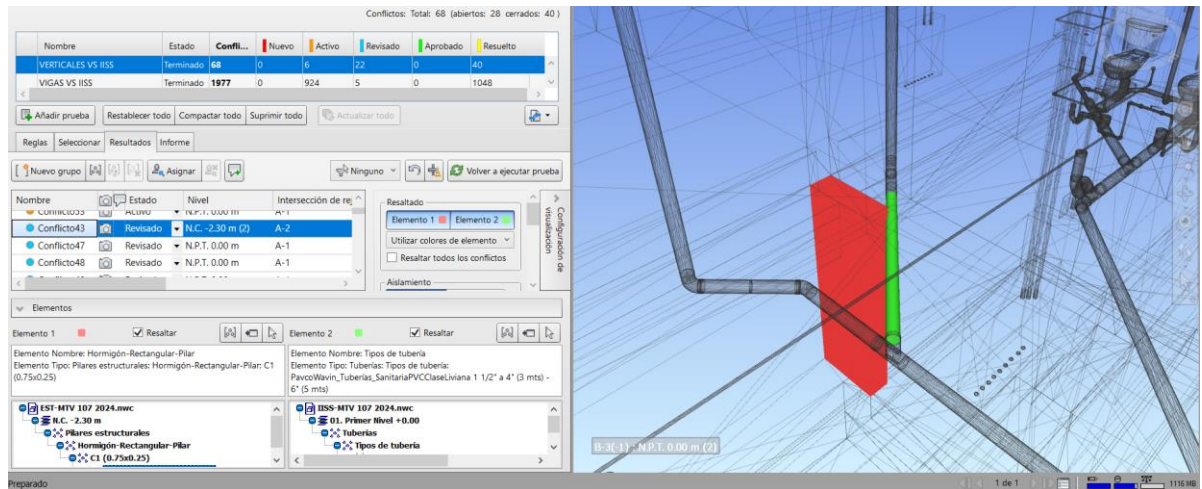 Conflictos: Total: 68 (abiertos: 28 cerrados: 40 )
Nombre Estado Confli... Nuevo Activo Revisado Aprobado Resuelto
VERTICALES VS IISS Terminado 68 0 6 22 0 40
VIGAS VS IISS Terminado 1977 0 924 5 0 1048
Añadir prueba Restablecer todo Compactar todo Suprimir todo Actualizar todo
Reglas Seleccionar Resultados Informe
Nuevo grupo Asignar Ninguno Volver a ejecutar prueba
Nombre Estado Nivel Intersección de rej
Conflicto43 Revisado N.C. -2.30 m (2) A-2
Conflicto47 Revisado N.P.T. 0.00 m A-1
Conflicto48 Revisado N.P.T. 0.00 m A-1
Resaltado
Elemento 1 Elemento 2
Utilizar colores de elemento
Resaltar todos los conflictos
Aislamiento
Configuración de visualización
Elementos
Elemento 1 Resaltar
Elemento Nombre: Hormigón-Rectangular-Pilar
Elemento Tipo: Pilares estructurales: Hormigón-Rectangular-Pilar: C1
(0.75x0.25)
EST-MTV 107 2024.nwc
N.C. -2.30 m
Pilares estructurales
Hormigón-Rectangular-Pilar
C1 (0.75x0.25)
Elemento 2 Resaltar
Elemento Nombre: Tipos de tubería
Elemento Tipo: Tuberías: Tipos de tubería:
PavcoWavin_Tuberías_SanitariaPVCClaseLiviana 1 1/2" a 4" (3 mts) -
6" (5 mts)
IISS-MTV 107 2024.nwc
01. Primer Nivel +0.00
Tuberías
Tipos de tubería
B-3(-1) : N.P.T. 0.00 m (2)
Preparado
1 de 1
1116 MB